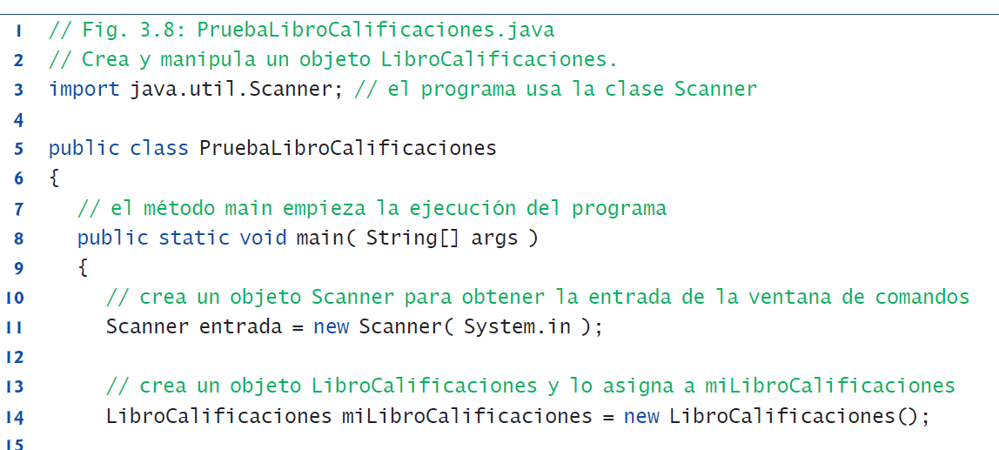 1 // Fig. 3.8: PruebaLibroCalificaciones.java
2 // Crea y manipula un objeto LibroCalificaciones.
3 import java.util.Scanner; // el programa usa la clase Scanner
4
5 public class PruebaLibroCalificaciones
6 {
7 // el método main empieza la ejecución del programa
8 public static void main( String[] args )
9 {
10 // crea un objeto Scanner para obtener la entrada de la ventana de comandos
11 Scanner entrada = new Scanner( System.in );
12
13 // crea un objeto LibroCalificaciones y lo asigna a miLibroCalificaciones
14 LibroCalificaciones miLibroCalificaciones = new LibroCalificaciones();
15